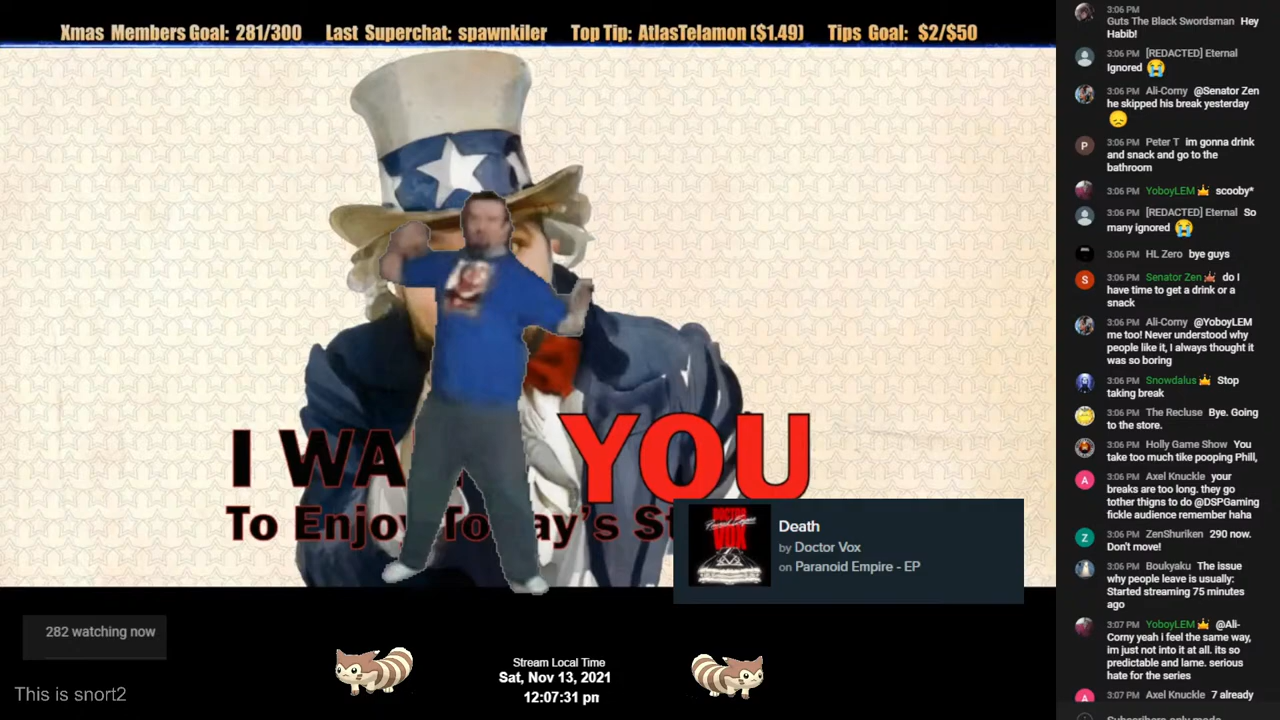 Xmas Members Goal: 281/300 Last Superchat: spawnkiler Top Tip: AtlasTelamon ($1.49) Tips Goal: $2/$50
I WA YOU
To Enjoy To ay's St
Death
by Doctor Vox
on Paranoid Empire - EP
282 watching now
This is snort2
Stream Local Time
Sat, Nov 13, 2021
12:07:31 pm
3:06 PM
Guts The Black Swordsman Hey
Habib!
3:06 PM [REDACTED] Eternal
Ignored 😭
3:06 PM Ali-Corny @Senator Zen
he skipped his break yesterday
😞
3:06 PM Peter T im gonna drink
and snack and go to the
bathroom
3:06 PM YoboyLEM scooby*
3:06 PM [REDACTED] Eternal So
many ignored 😭
3:06 PM HL Zero bye guys
3:06 PM Senator Zen do I
have time to get a drink or a
snack
3:06 PM Ali-Corny @YoboyLEM
me too! Never understood why
people like it, I always thought it
was so boring
3:06 PM Snowdalus Stop
taking break
3:06 PM The Recluse Bye. Going
to the store.
3:06 PM Holly Game Show You
take too much tike pooping Phill,
3:06 PM Axel Knuckle your
breaks are too long. they go
tother thigns to do @DSPGaming
fickle audience remember haha
3:06 PM ZenShuriken 290 now.
Don't move!
3:06 PM Boukyaku The issue
why people leave is usually:
Started streaming 75 minutes
ago
3:07 PM YoboyLEM @Ali-
Corny yeah i feel the same way,
im just not into it at all. its so
predictable and lame. serious
hate for the series
3:07 PM Axel Knuckle 7 already